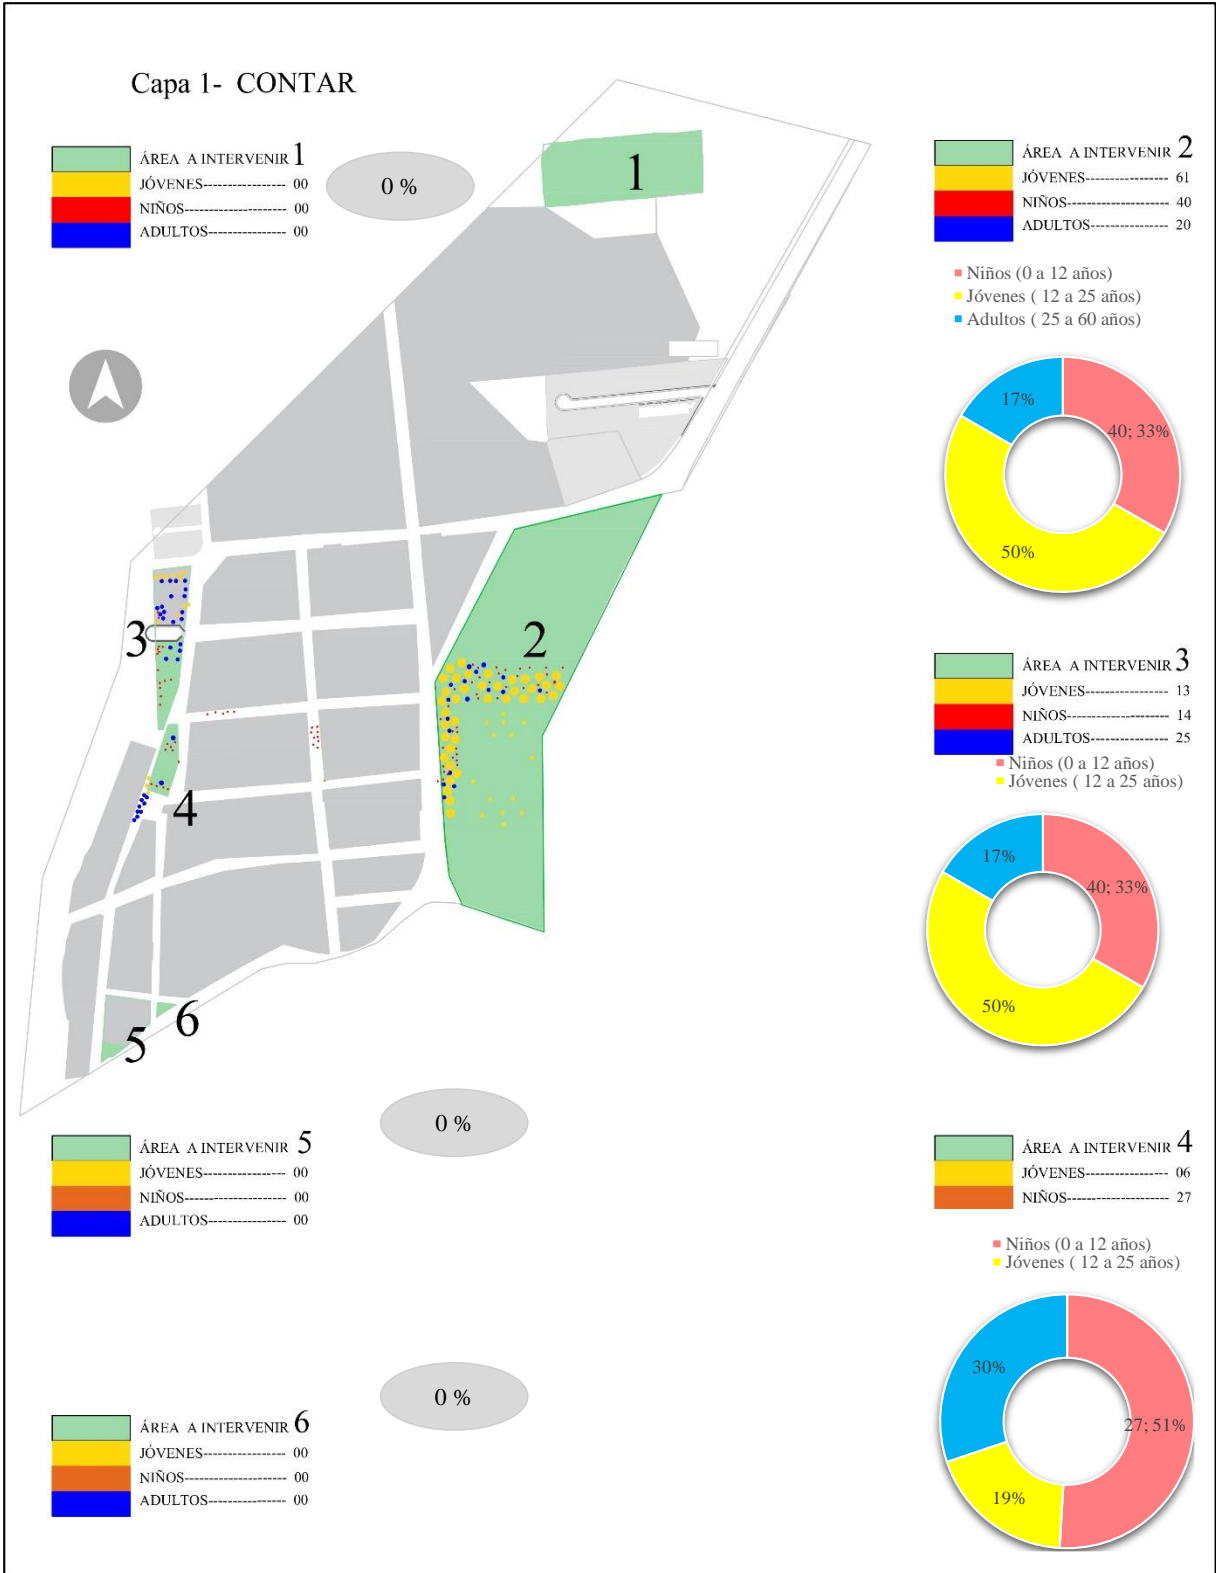 Capa 1- CONTAR
ÁREA A INTERVENIR 1
JÓVENES---------------- 00
NIÑOS-------------------- 00
ADULTOS--------------- 00
0 %
1
ÁREA A INTERVENIR 2
JÓVENES---------------- 61
NIÑOS-------------------- 40
ADULTOS--------------- 20
Niños (0 a 12 años)
Jóvenes ( 12 a 25 años)
Adultos ( 25 a 60 años)
17%
40; 33%
50%
3
2
4
6
5
ÁREA A INTERVENIR 3
JÓVENES---------------- 13
NIÑOS-------------------- 14
ADULTOS--------------- 25
Niños (0 a 12 años)
Jóvenes ( 12 a 25 años)
17%
40; 33%
50%
0 %
ÁREA A INTERVENIR 5
JÓVENES---------------- 00
NIÑOS-------------------- 00
ADULTOS--------------- 00
ÁREA A INTERVENIR 4
JÓVENES---------------- 06
NIÑOS-------------------- 27
Niños (0 a 12 años)
Jóvenes ( 12 a 25 años)
30%
27; 51%
19%
0 %
ÁREA A INTERVENIR 6
JÓVENES---------------- 00
NIÑOS-------------------- 00
ADULTOS--------------- 00